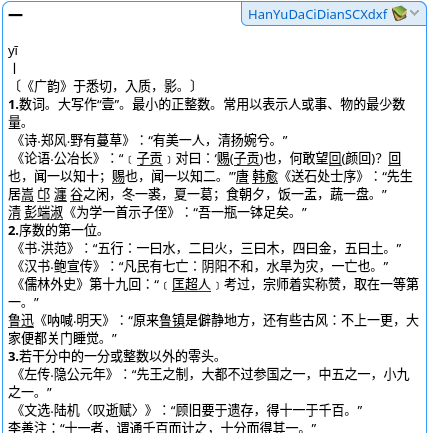 一
HanYuDaCiDianSCXdxf
yī
丨
〔《广韵》于悉切，入质，影。〕
1.数词。大写作“壹”。最小的正整数。常用以表示人或事、物的最少数
量。
《诗·郑风·野有蔓草》：“有美一人，清扬婉兮。”
《论语·公冶长》：“﹝子贡﹞对曰：‘赐(子贡)也，何敢望回(颜回)？回
也，闻一以知十；赐也，闻一以知二。’”唐 韩愈《送石处士序》：“先生
居嵩 邙 瀍 谷之闲，冬一裘，夏一葛；食朝夕，饭一盂，蔬一盘。”
清 彭端淑《为学一首示子侄》：“吾一瓶一钵足矣。”
2.序数的第一位。
《书·洪范》：“五行：一曰水，二曰火，三曰木，四曰金，五曰土。”
《汉书·鲍宣传》：“凡民有七亡：阴阳不和，水旱为灾，一亡也。”
《儒林外史》第十九回：“﹝匡超人﹞考过，宗师着实称赞，取在一等第
一。”
鲁迅《呐喊·明天》：“原来鲁镇是僻静地方，还有些古风：不上一更，大
家便都关门睡觉。”
3.若干分中的一分或整数以外的零头。
《左传·隐公元年》：“先王之制，大都不过参国之一，中五之一，小九
之一。”
《文选·陆机〈叹逝赋〉》：“顾旧要于遗存，得十一于千百。”
李善注：“十一者，谓通千百而计之，十分而得其一。”